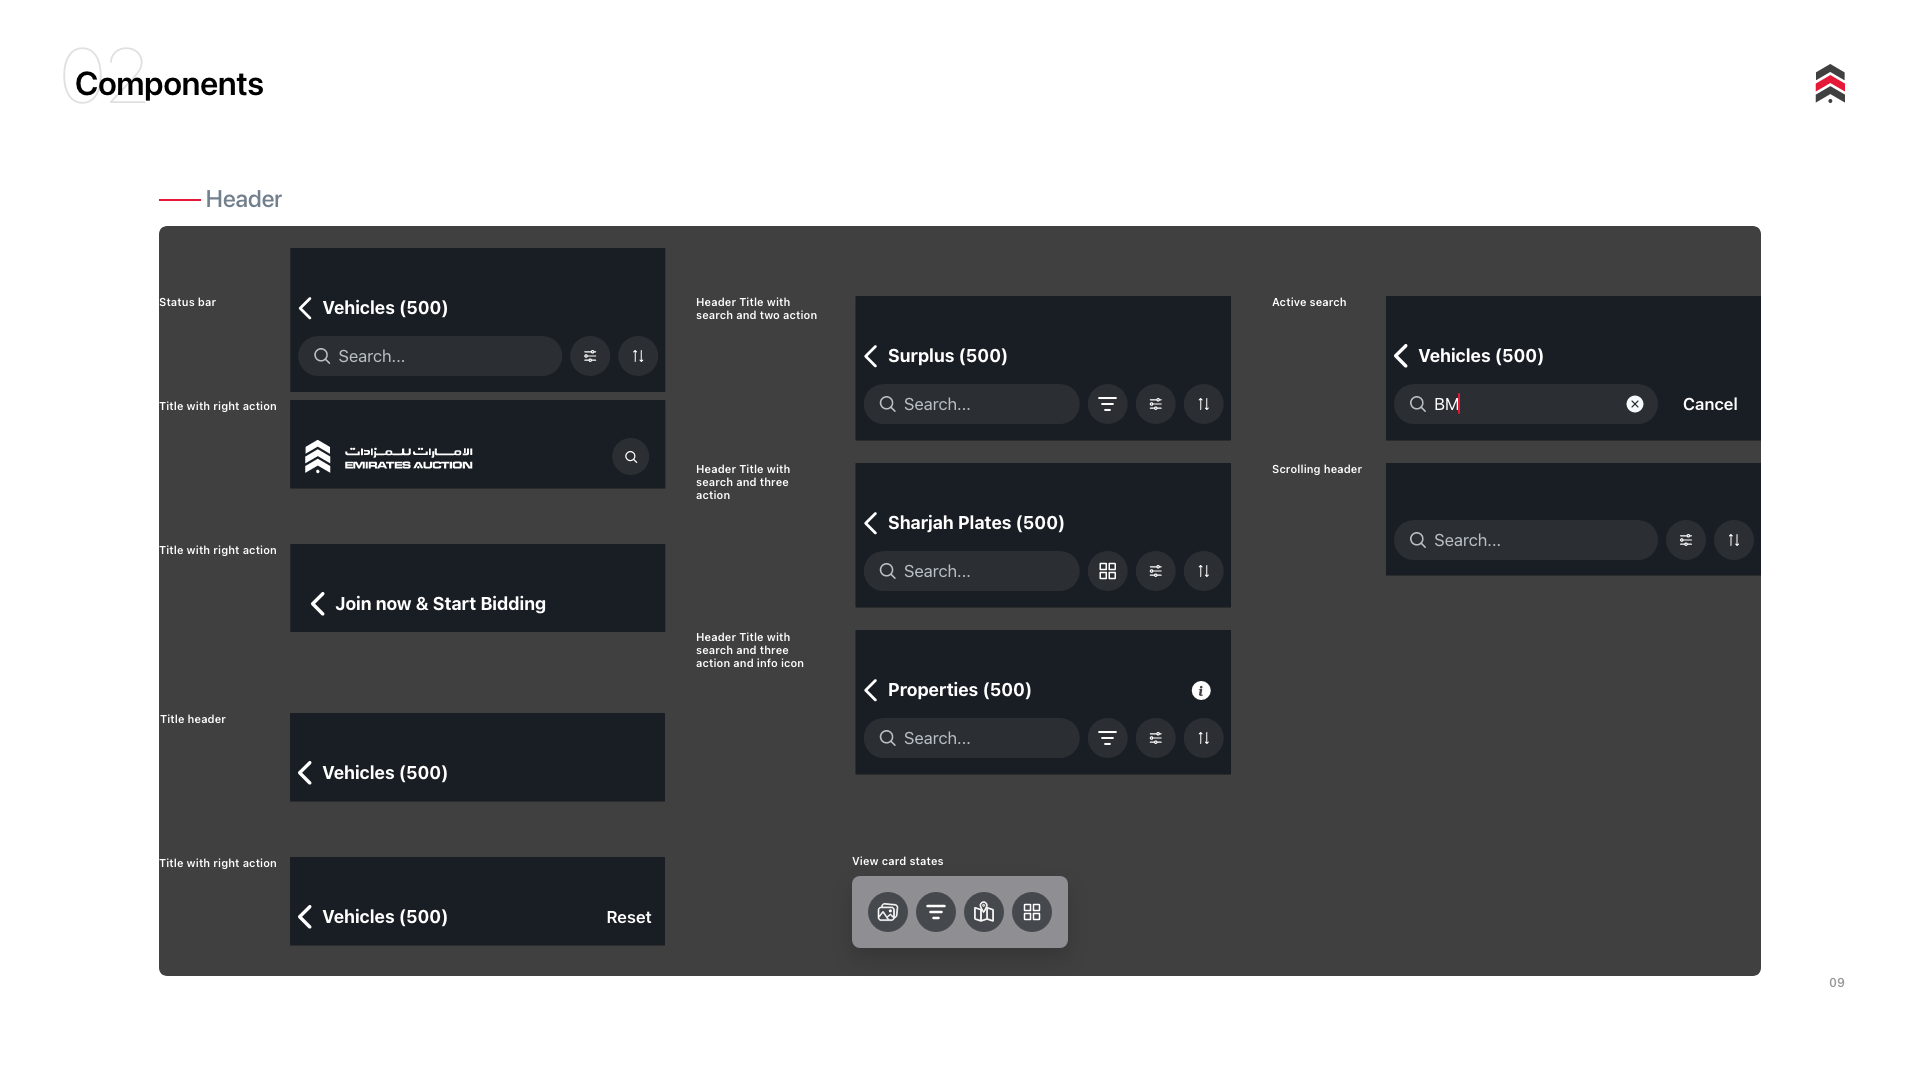 02
Components
Header
Status bar
Vehicles (500)
Search...
Title with right action
الامـــارات للـمـــزادات
EMIRATES AUCTION
Title with right action
Join now & Start Bidding
Title header
Vehicles (500)
Title with right action
Vehicles (500)
Reset
Header Title with
search and two action
Surplus (500)
Search...
Header Title with
search and three
action
Sharjah Plates (500)
Search...
Header Title with
search and three
action and info icon
Properties (500)
i
Search...
View card states
Active search
Vehicles (500)
BM
Cancel
Scrolling header
Search...
09